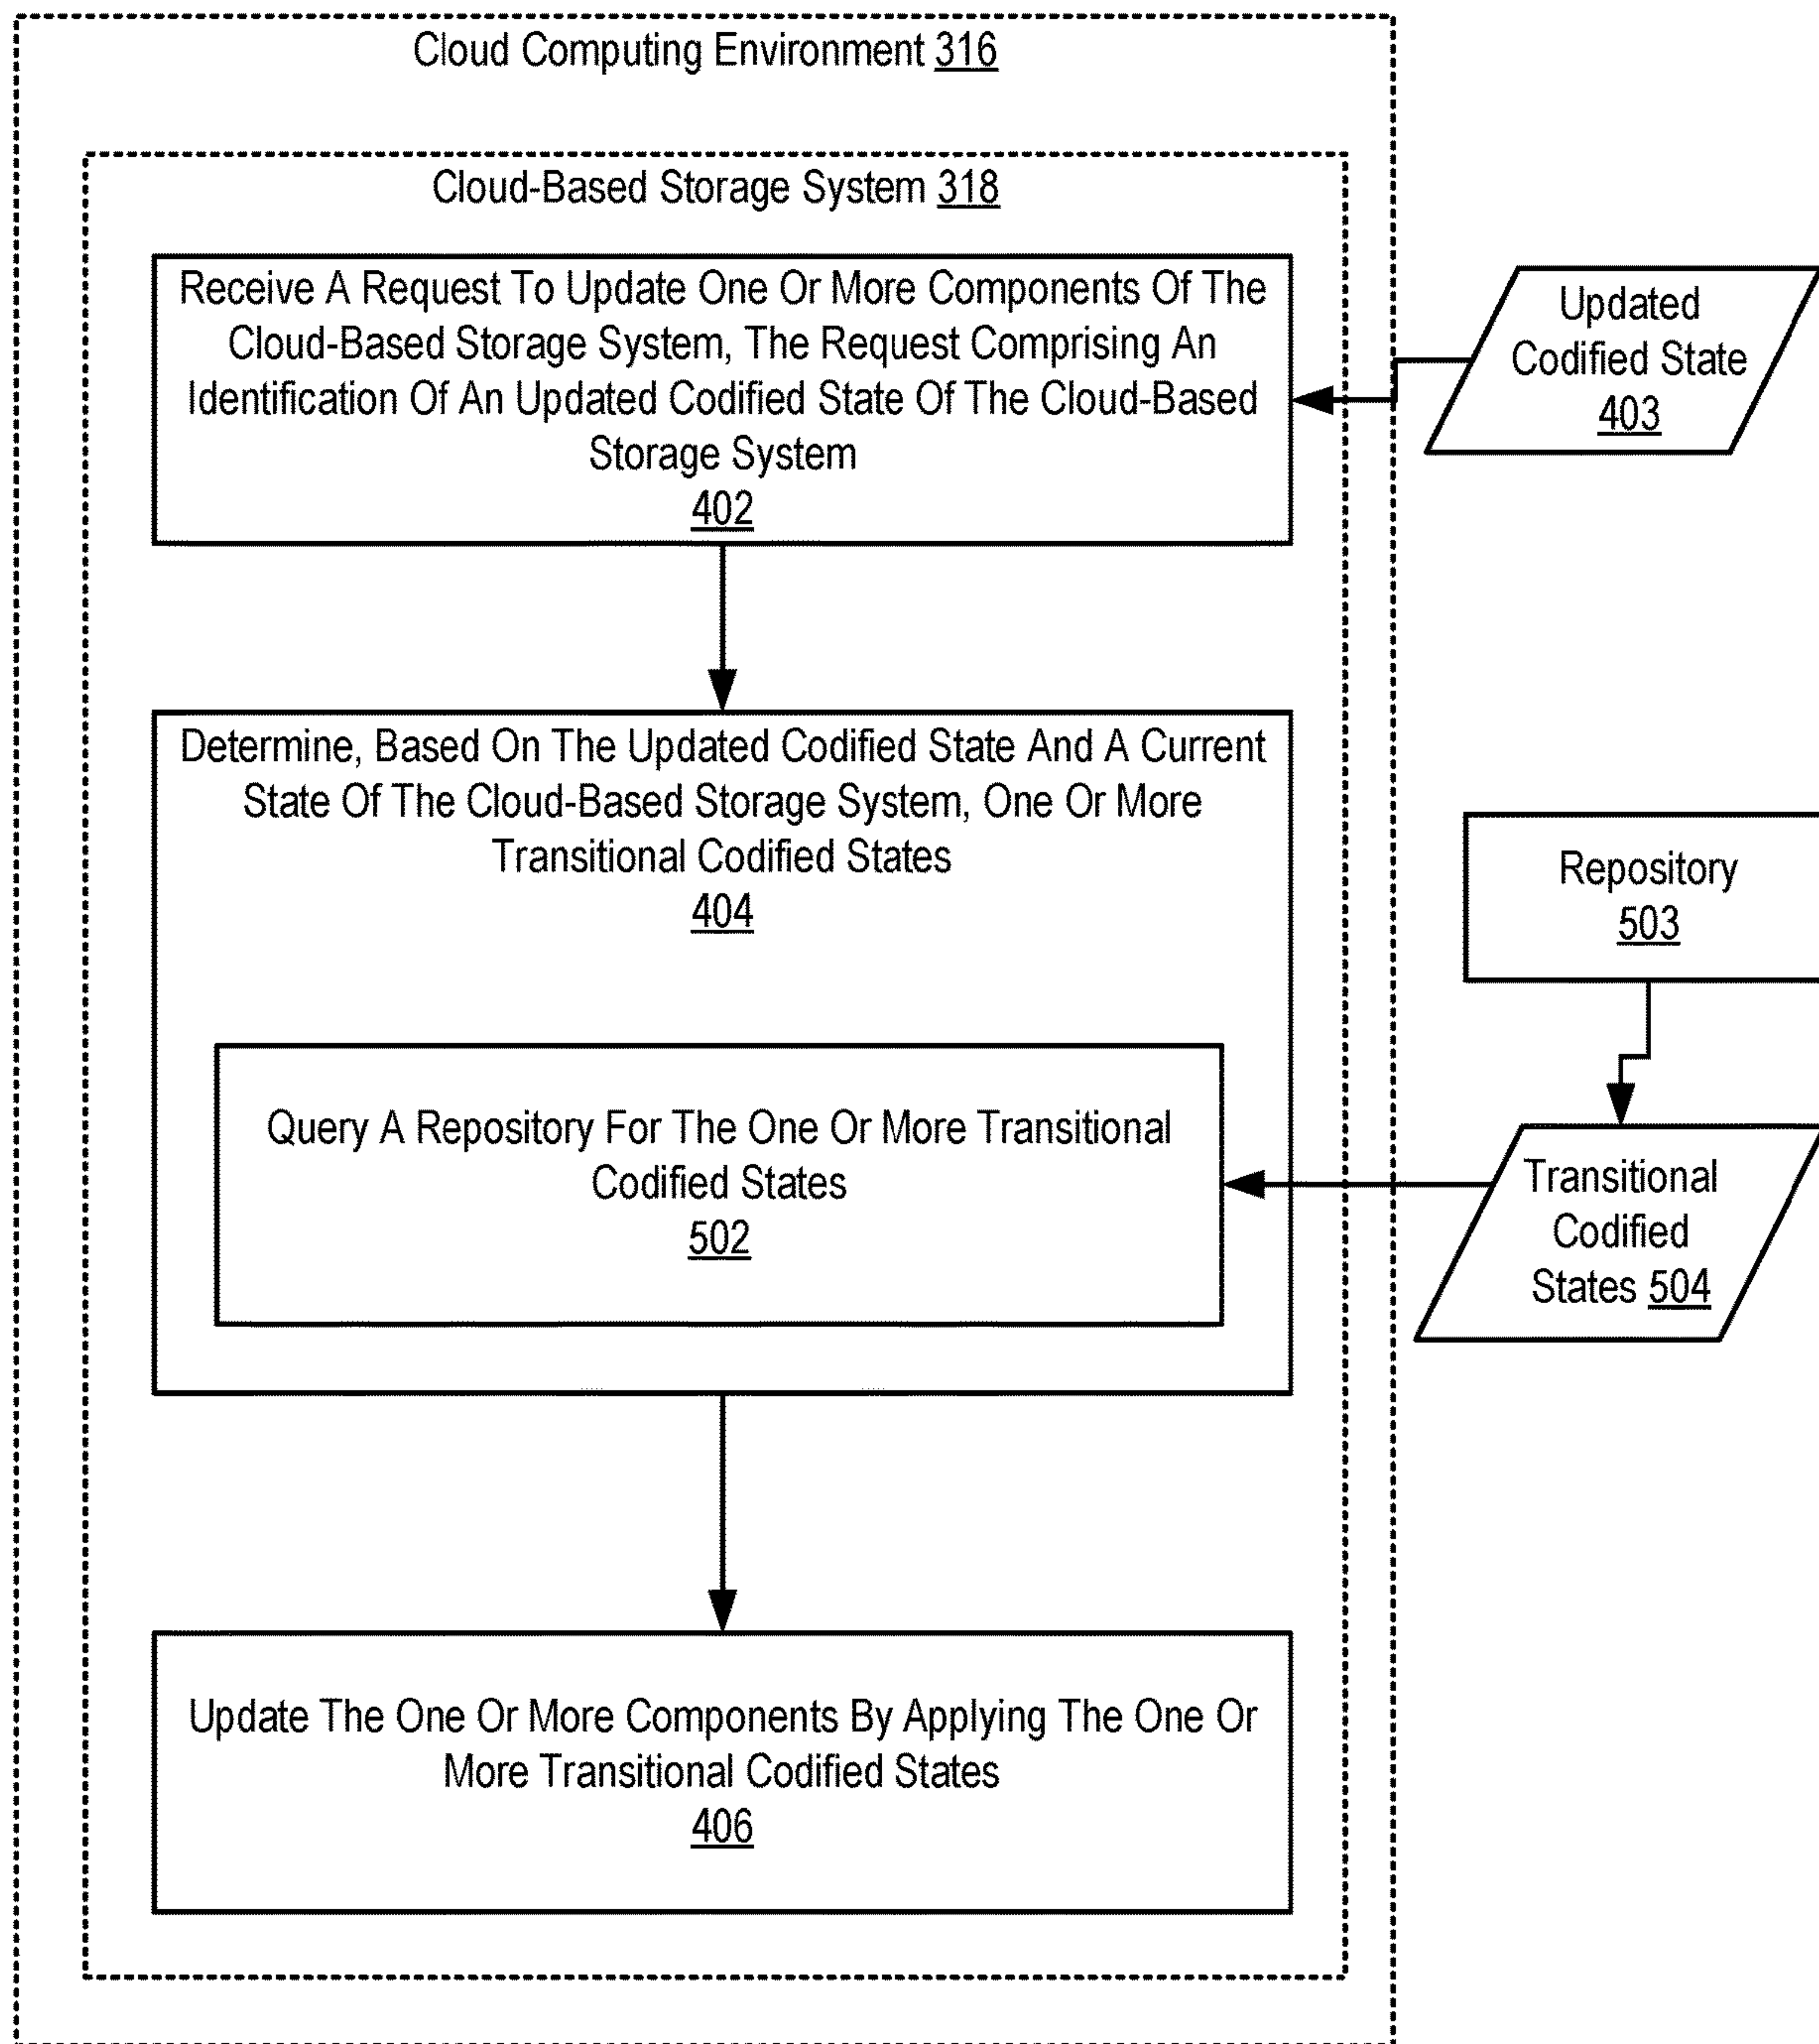 Cloud Computing Environment 316
Cloud-Based Storage System 318
Receive A Request To Update One Or More Components Of The
Cloud-Based Storage System, The Request Comprising An
Identification Of An Updated Codified State Of The Cloud-Based
Storage System
402
Updated
Codified State
403
Determine, Based On The Updated Codified State And A Current
State Of The Cloud-Based Storage System, One Or More
Transitional Codified States
404
Repository
503
Query A Repository For The One Or More Transitional
Codified States
502
Transitional
Codified
States 504
Update The One Or More Components By Applying The One Or
More Transitional Codified States
406